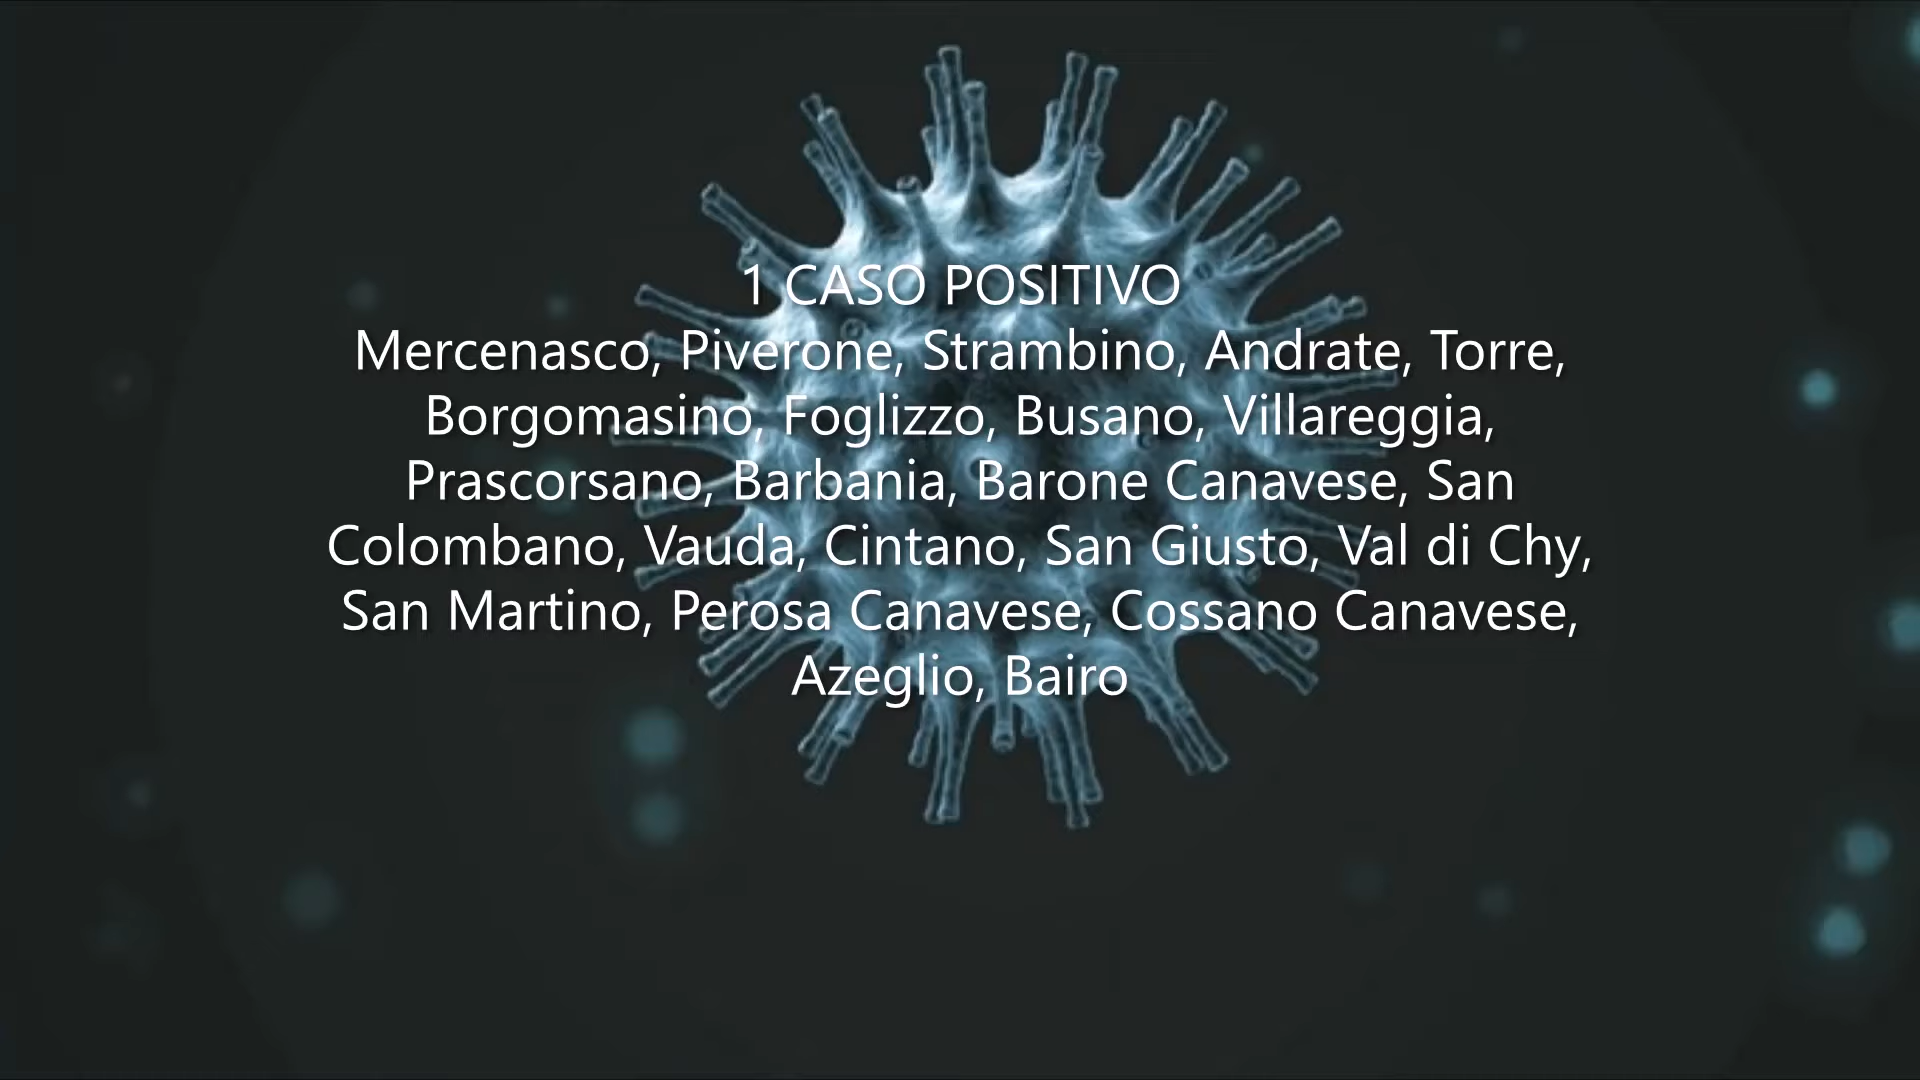 1 CASO POSITIVO
Mercenasco, Piverone, Strambino, Andrate, Torre,
Borgomasino, Foglizzo, Busano, Villareggia,
Prascorsano, Barbania, Barone Canavese, San
Colombano, Vauda, Cintano, San Giusto, Val di Chy,
San Martino, Perosa Canavese, Cossano Canavese,
Azeglio, Bairo